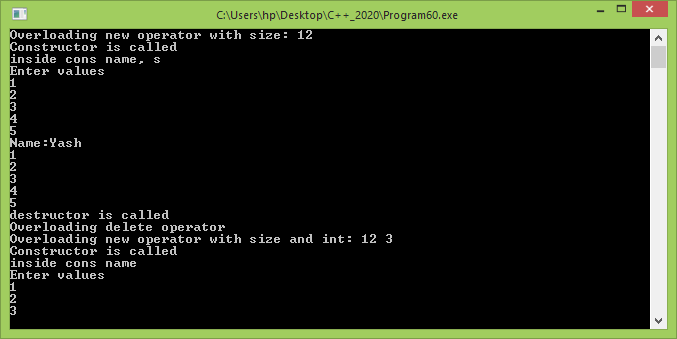 C:\Users\hp\Desktop\C++_2020\Program60.exe
Overloading new operator with size: 12
Constructor is called
inside cons name, s
Enter values
1
2
3
4
5
Name:Yash
1
2
3
4
5
destructor is called
Overloading delete operator
Overloading new operator with size and int: 12 3
Constructor is called
inside cons name
Enter values
1
2
3